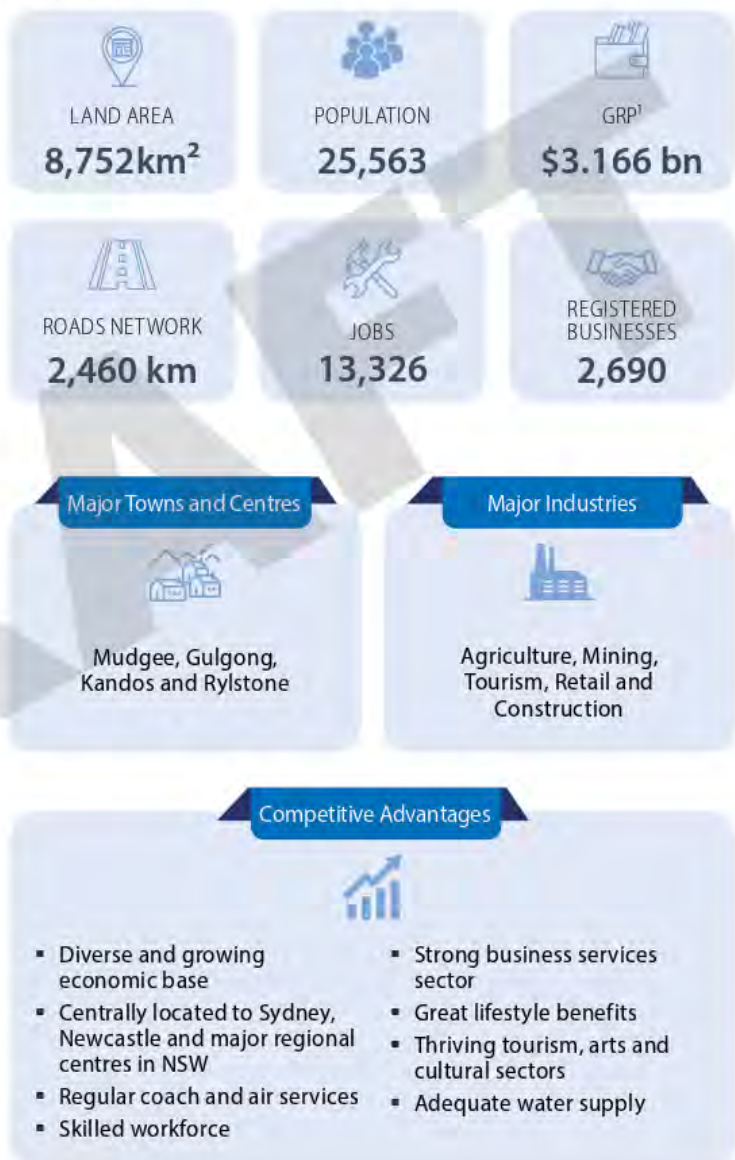 LAND AREA
8,752km²
POPULATION
25,563
GRP¹
$3.166 bn
ROADS NETWORK
2,460 km
JOBS
13,326
REGISTERED
BUSINESSES
2,690
Major Towns and Centres
Mudgee, Gulgong,
Kandos and Rylstone
Major Industries
Agriculture, Mining,
Tourism, Retail and
Construction
Competitive Advantages
▪ Diverse and growing
economic base
▪ Centrally located to Sydney,
Newcastle and major regional
centres in NSW
▪ Regular coach and air services
▪ Skilled workforce
▪ Strong business services
sector
▪ Great lifestyle benefits
▪ Thriving tourism, arts and
cultural sectors
▪ Adequate water supply